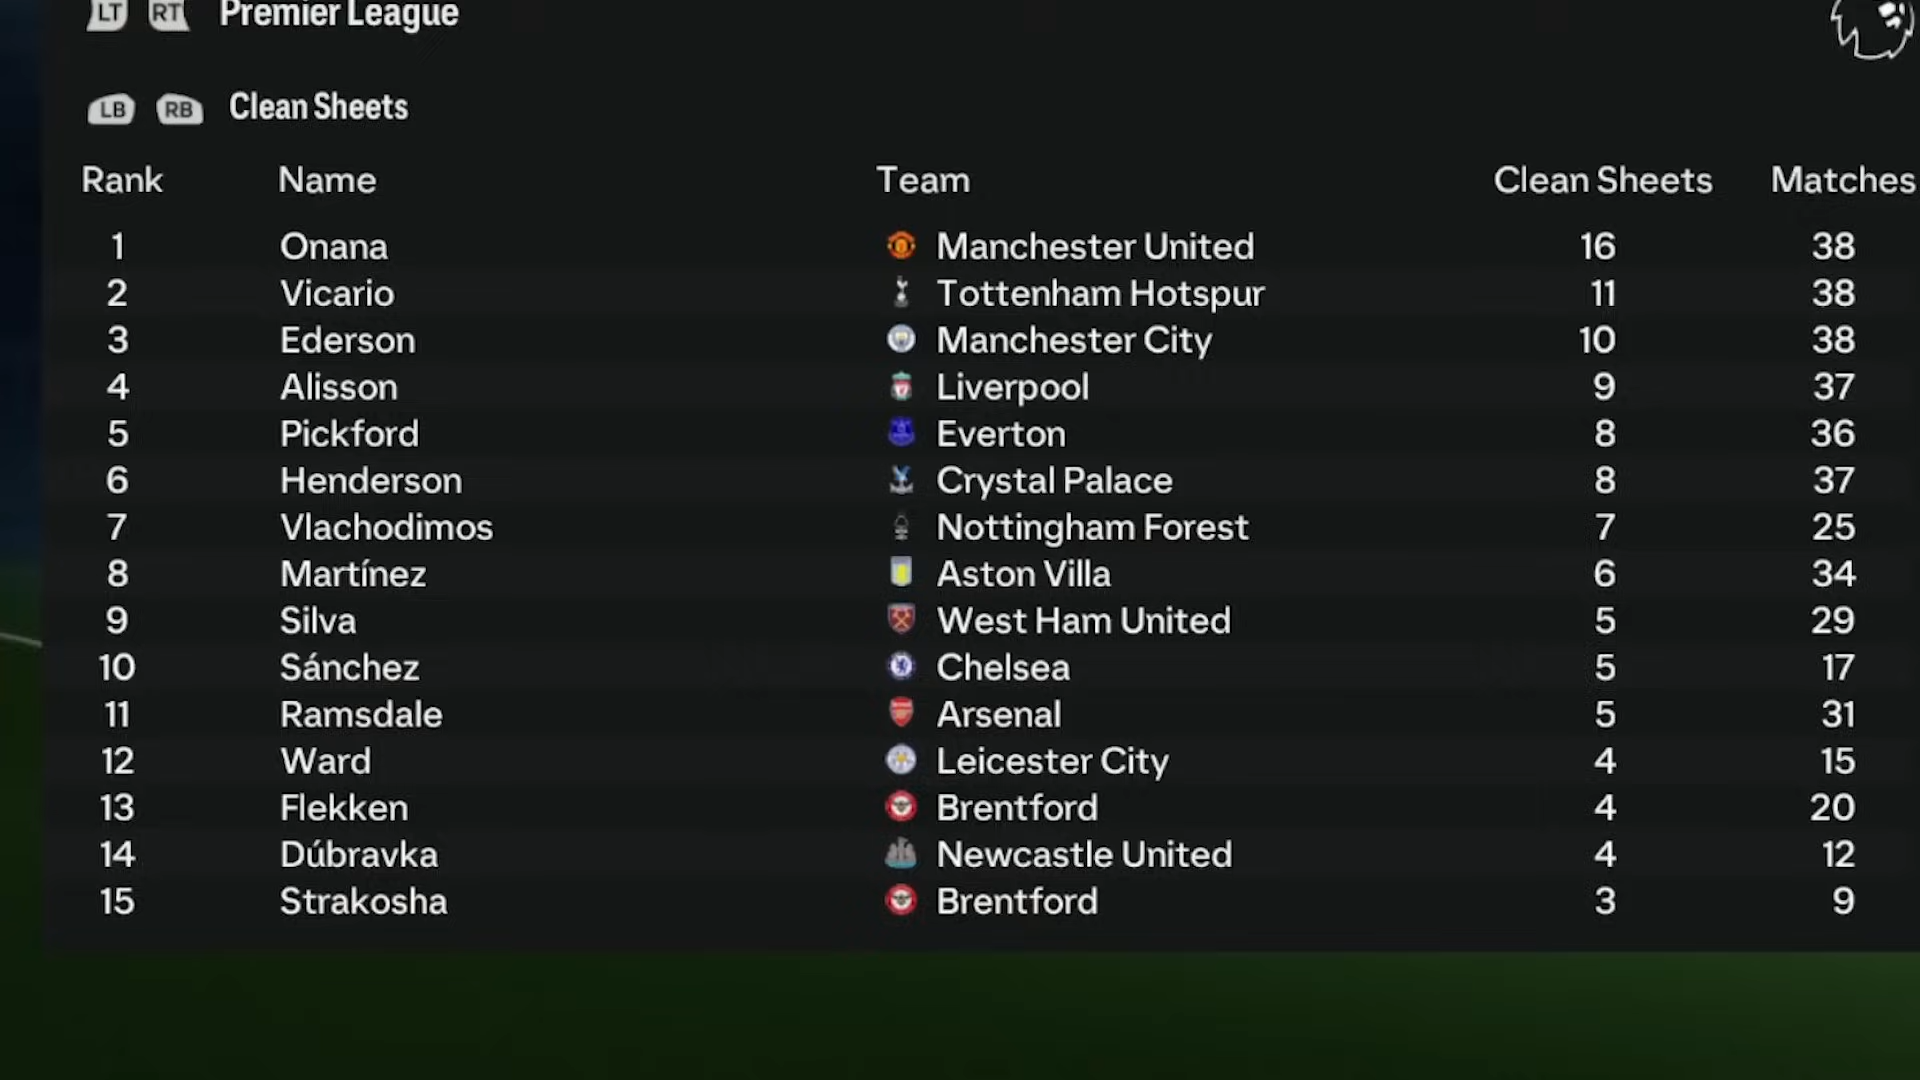 LT RT Premier League
LB RB Clean Sheets
Rank Name Team Clean Sheets Matches
1 Onana Manchester United 16 38
2 Vicario Tottenham Hotspur 11 38
3 Ederson Manchester City 10 38
4 Alisson Liverpool 9 37
5 Pickford Everton 8 36
6 Henderson Crystal Palace 8 37
7 Vlachodimos Nottingham Forest 7 25
8 Martínez Aston Villa 6 34
9 Silva West Ham United 5 29
10 Sánchez Chelsea 5 17
11 Ramsdale Arsenal 5 31
12 Ward Leicester City 4 15
13 Flekken Brentford 4 20
14 Dúbravka Newcastle United 4 12
15 Strakosha Brentford 3 9